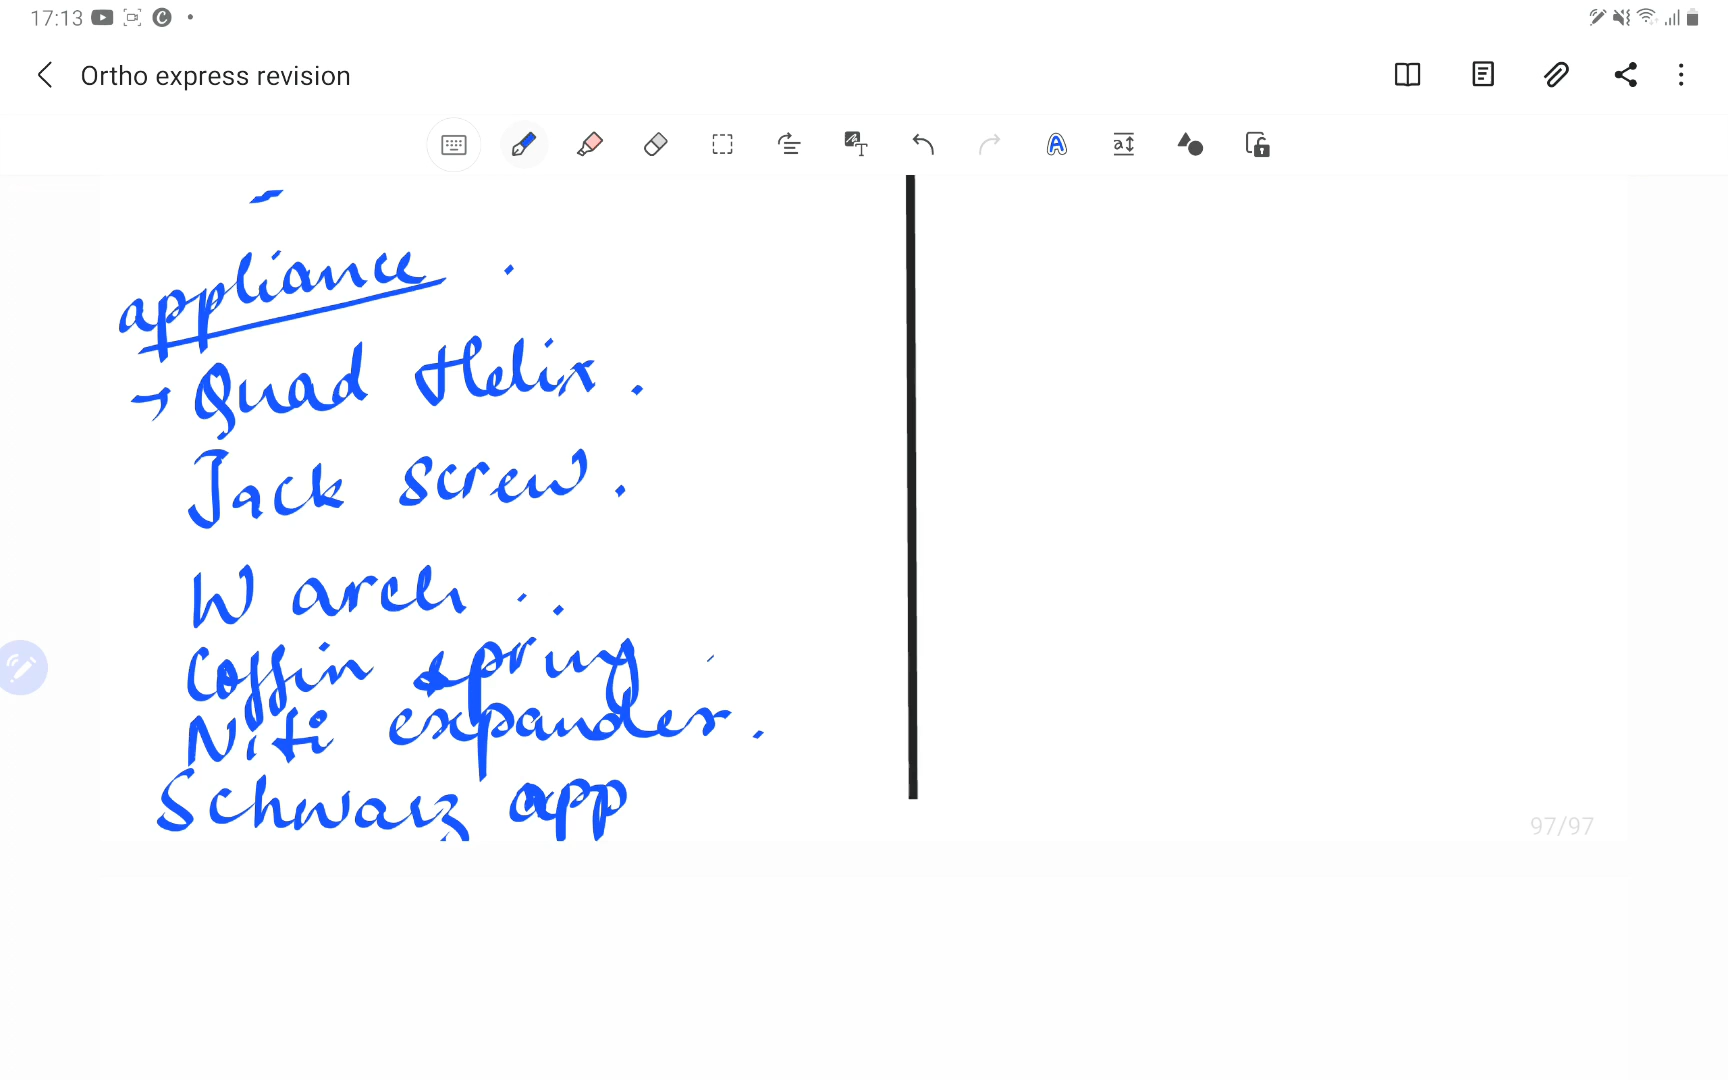 17:13
Ortho express revision
appliance.
→ Quad Helix.
Jack screw.
W arch..
Coffin spring.
Niti expander.
Schwarz app
97/97